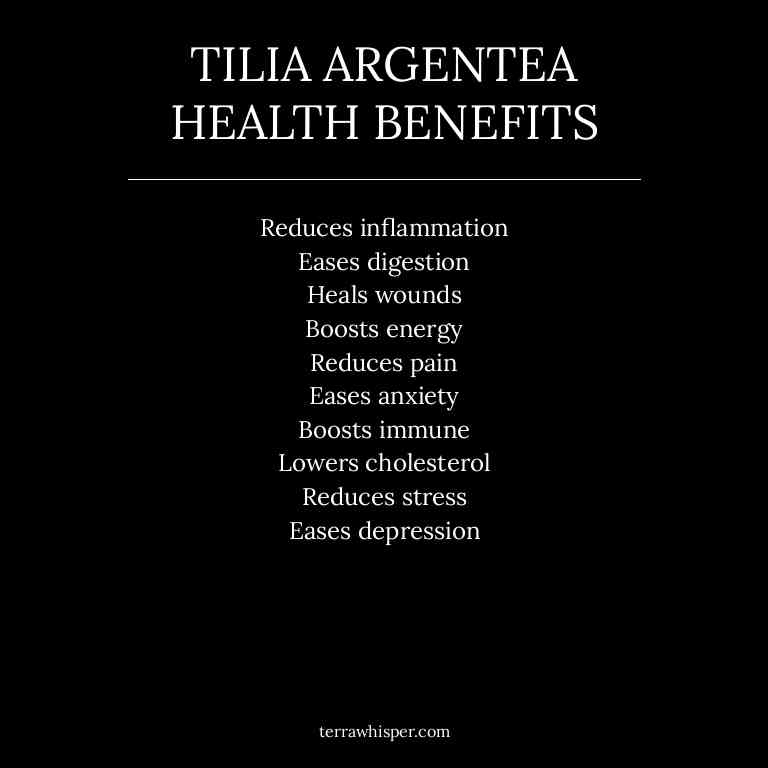 TILIA ARGENTEA
HEALTH BENEFITS
Reduces inflammation
Eases digestion
Heals wounds
Boosts energy
Reduces pain
Eases anxiety
Boosts immune
Lowers cholesterol
Reduces stress
Eases depression
terrawhisper.com